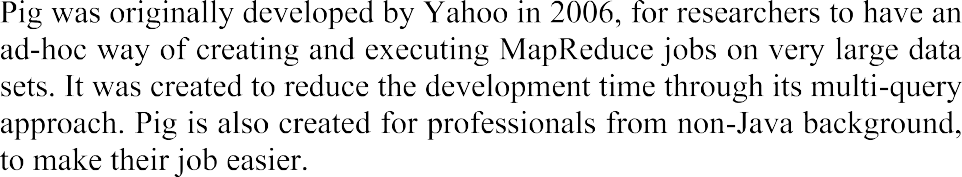 Pig was originally developed by Yahoo in 2006, for researchers to have an
ad-hoc way of creating and executing MapReduce jobs on very large data
sets. It was created to reduce the development time through its multi-query
approach. Pig is also created for professionals from non-Java background,
to make their job easier.